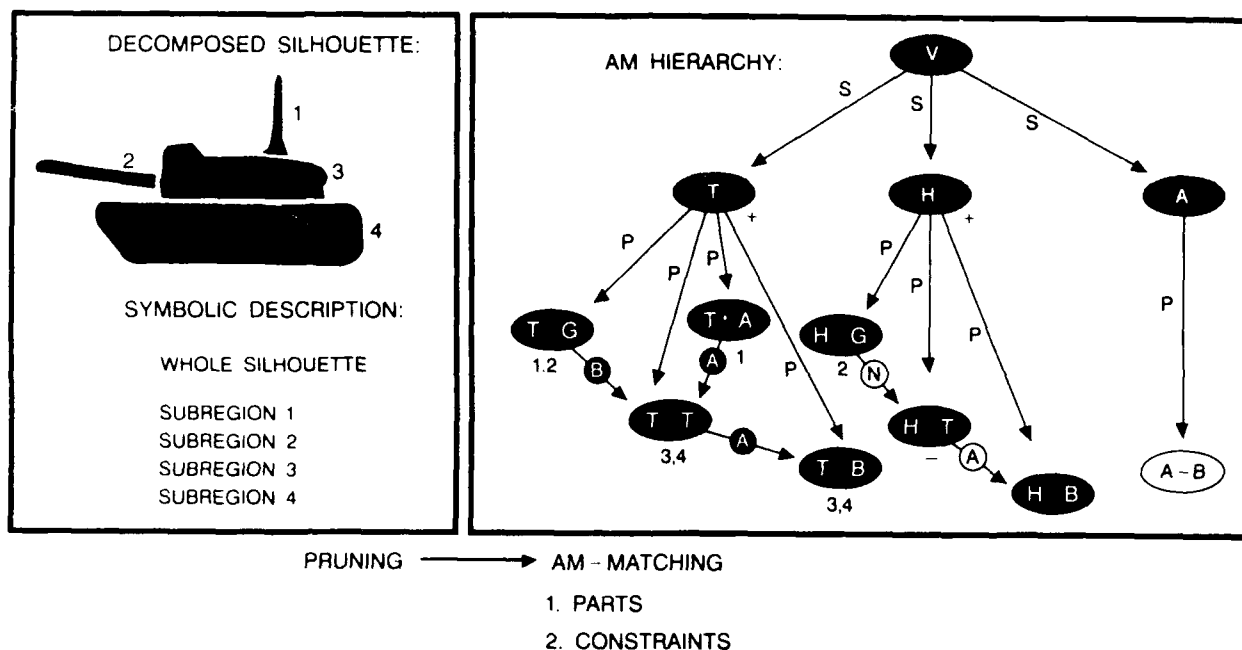 DECOMPOSED SILHOUETTE:
1
2
3
4
SYMBOLIC DESCRIPTION:
WHOLE SILHOUETTE
SUBREGION 1
SUBREGION 2
SUBREGION 3
SUBREGION 4
AM HIERARCHY:
V
S
S
S
T
+
H
+
A
P
P
P
P
P
P
P
P
T G
1.2
B
T · A
1
A
H G
2
N
T T
3,4
A
H T
–
A
T B
3,4
H B
A – B
PRUNING → AM – MATCHING
1. PARTS
2. CONSTRAINTS